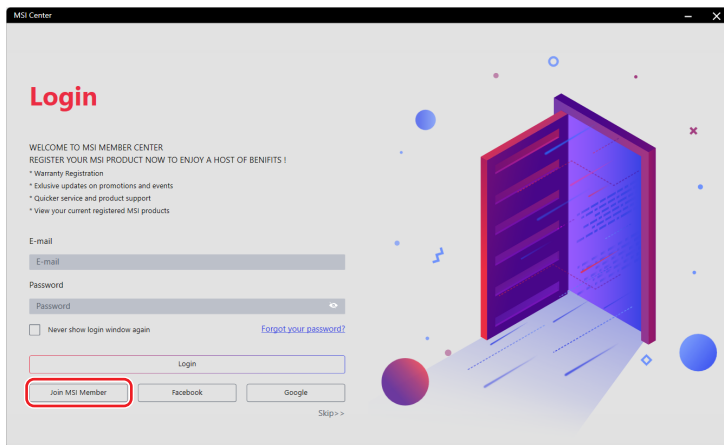 MSI Center
Login
WELCOME TO MSI MEMBER CENTER
REGISTER YOUR MSI PRODUCT NOW TO ENJOY A HOST OF BENIFITS !
* Warranty Registration
* Exlusive updates on promotions and events
* Quicker service and product support
* View your current registered MSI products
E-mail
E-mail
Password
Password
Never show login window again
Forgot your password?
Login
Join MSI Member
Facebook
Google
Skip>>